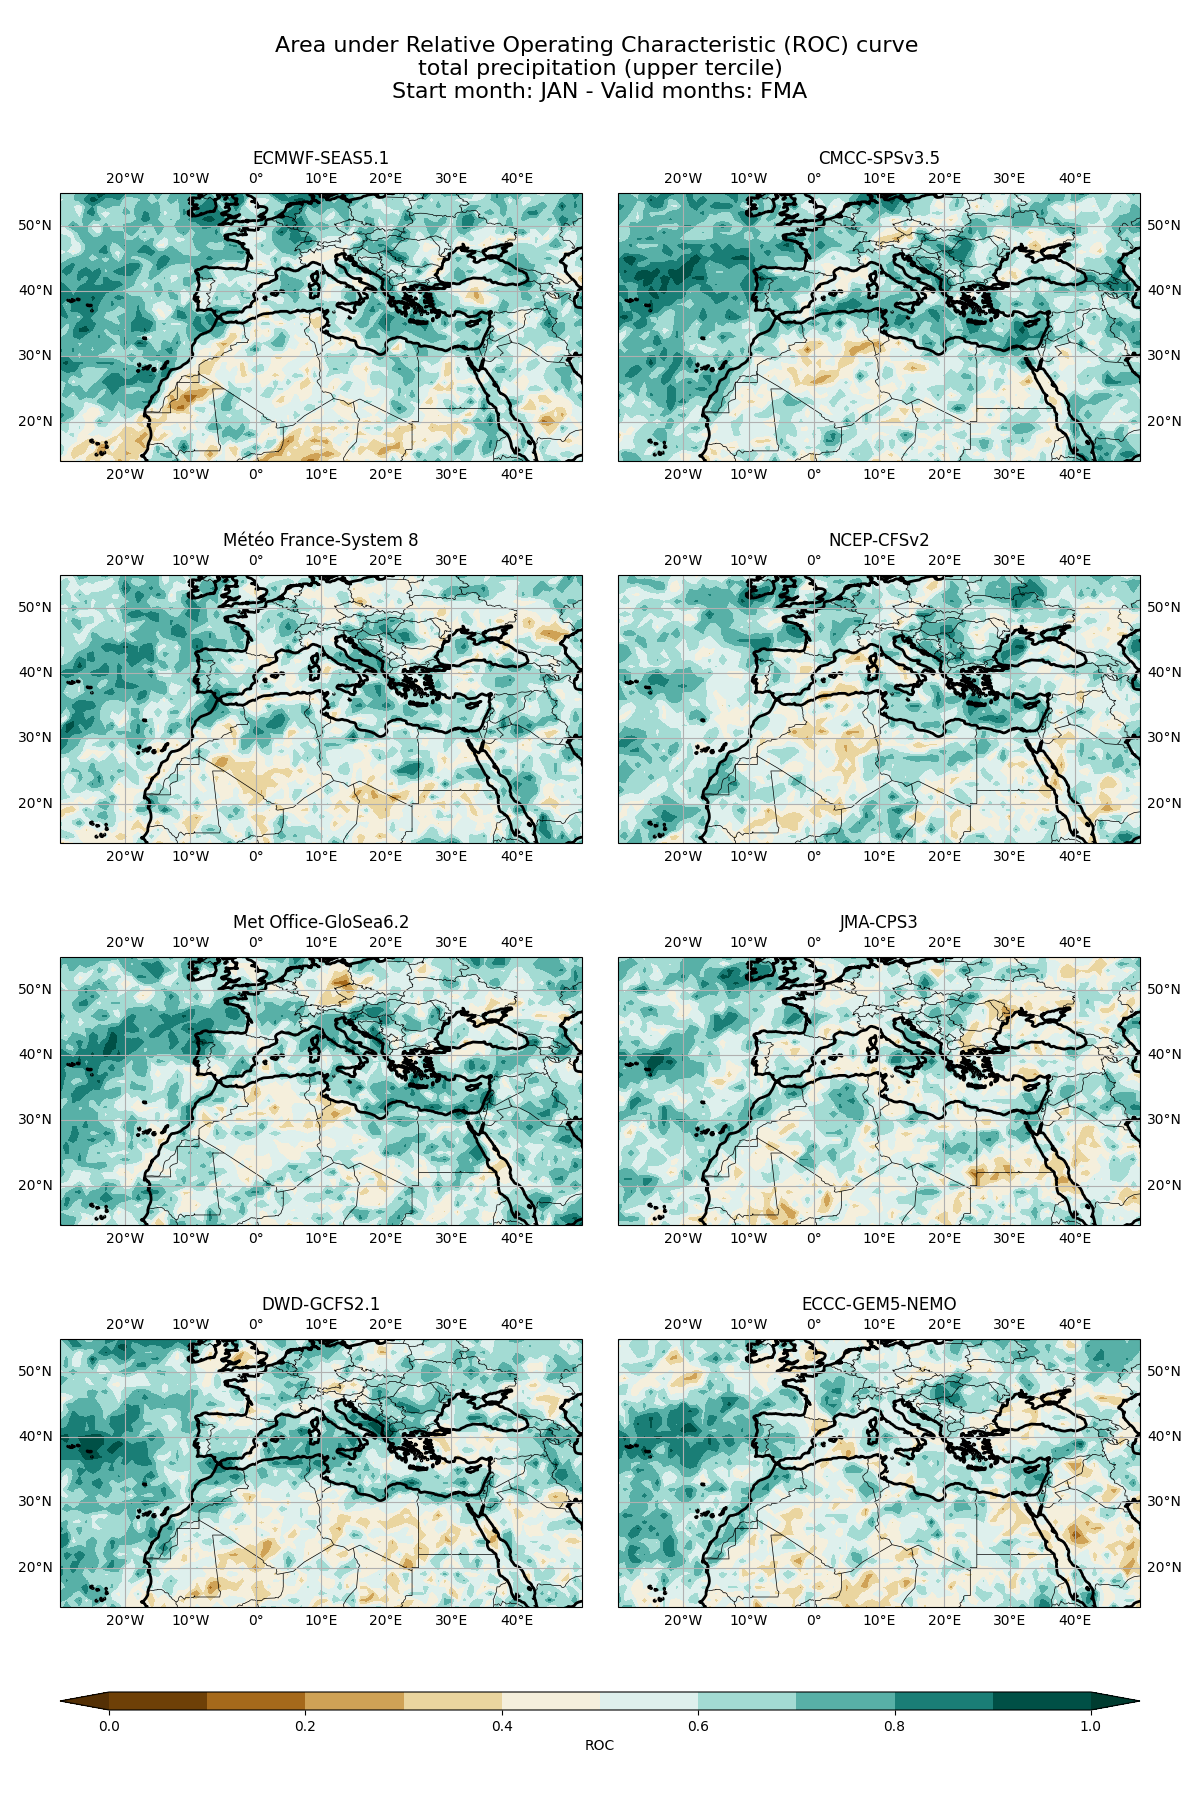 Area under Relative Operating Characteristic (ROC) curve
total precipitation (upper tercile)
Start month: JAN - Valid months: FMA
ECMWF-SEAS5.1
20°W 10°W 0° 10°E 20°E 30°E 40°E
50°N
40°N
30°N
20°N
20°W 10°W 0° 10°E 20°E 30°E 40°E
CMCC-SPSv3.5
20°W 10°W 0° 10°E 20°E 30°E 40°E
50°N
40°N
30°N
20°N
20°W 10°W 0° 10°E 20°E 30°E 40°E
Météo France-System 8
20°W 10°W 0° 10°E 20°E 30°E 40°E
50°N
40°N
30°N
20°N
20°W 10°W 0° 10°E 20°E 30°E 40°E
NCEP-CFSv2
20°W 10°W 0° 10°E 20°E 30°E 40°E
50°N
40°N
30°N
20°N
20°W 10°W 0° 10°E 20°E 30°E 40°E
Met Office-GloSea6.2
20°W 10°W 0° 10°E 20°E 30°E 40°E
50°N
40°N
30°N
20°N
20°W 10°W 0° 10°E 20°E 30°E 40°E
JMA-CPS3
20°W 10°W 0° 10°E 20°E 30°E 40°E
50°N
40°N
30°N
20°N
20°W 10°W 0° 10°E 20°E 30°E 40°E
DWD-GCFS2.1
20°W 10°W 0° 10°E 20°E 30°E 40°E
50°N
40°N
30°N
20°N
20°W 10°W 0° 10°E 20°E 30°E 40°E
ECCC-GEM5-NEMO
20°W 10°W 0° 10°E 20°E 30°E 40°E
50°N
40°N
30°N
20°N
20°W 10°W 0° 10°E 20°E 30°E 40°E
0.0 0.2 0.4 0.6 0.8 1.0
ROC